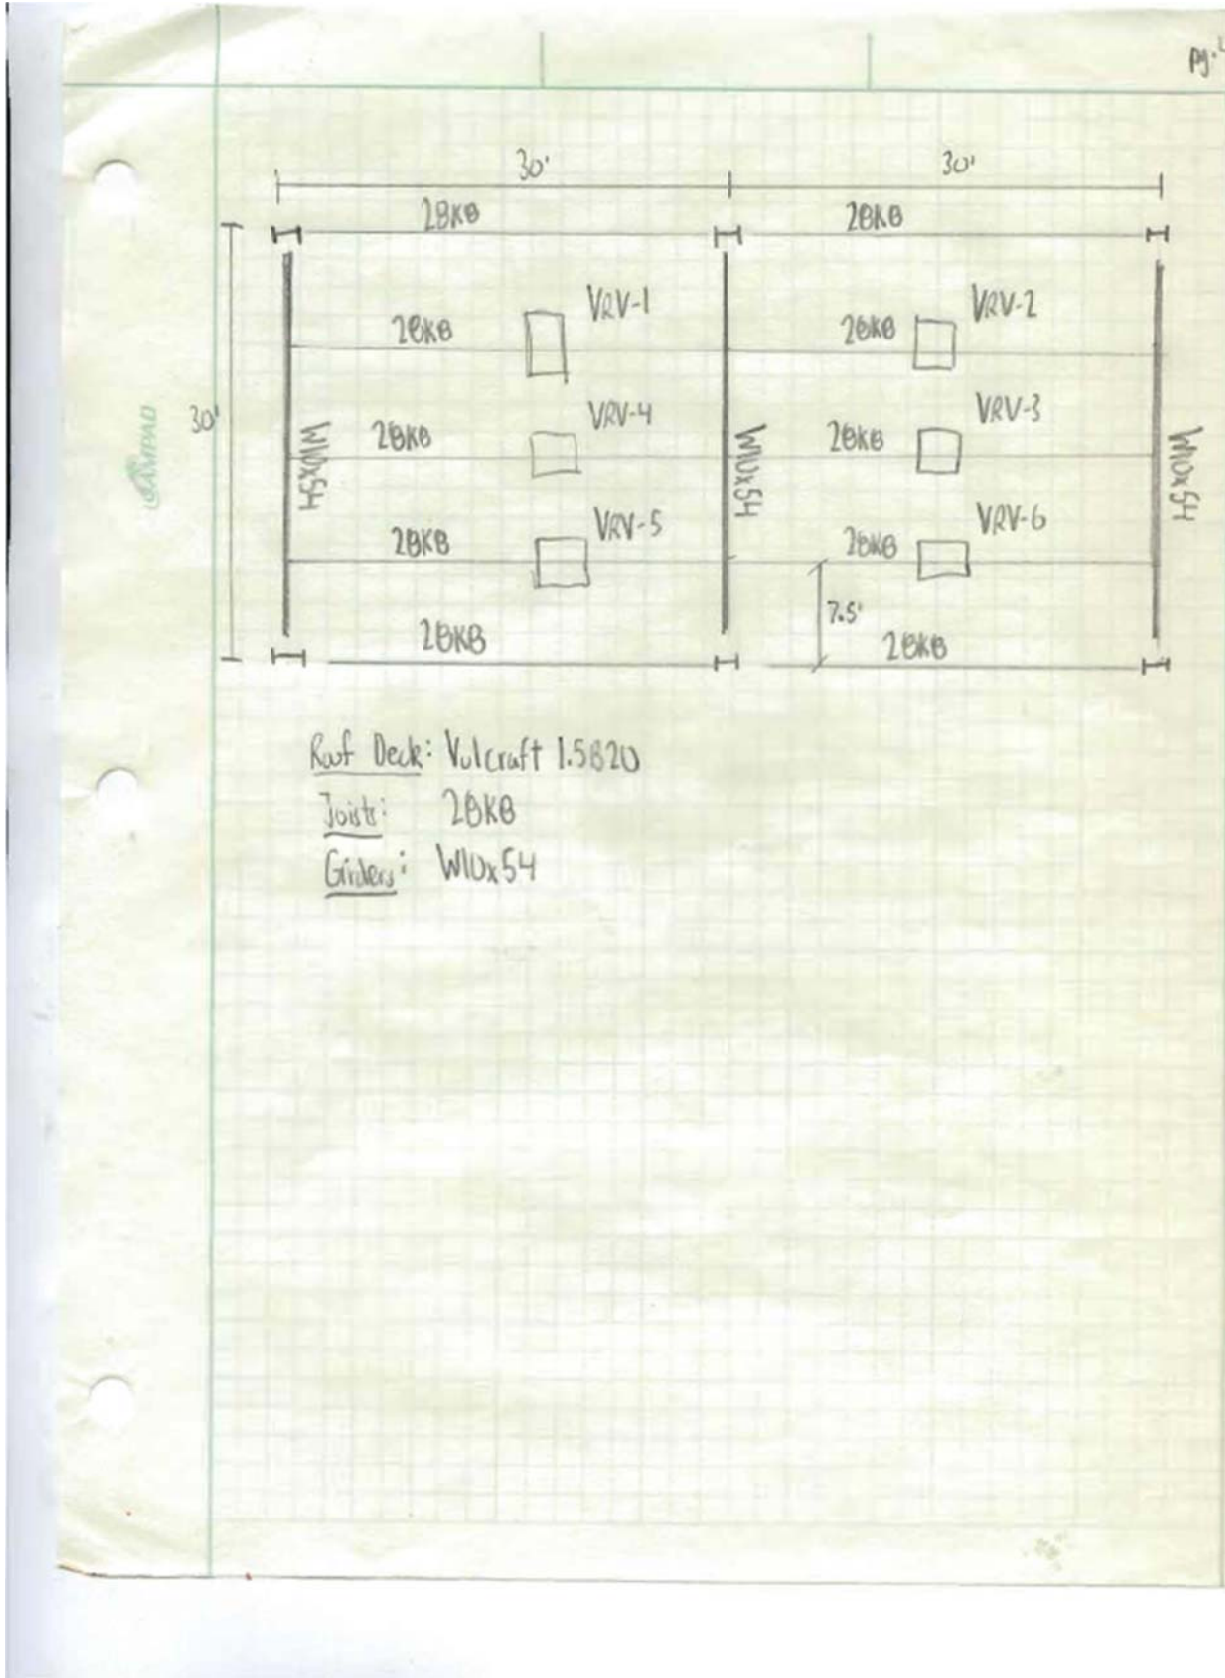 30' 30'
28K8 28K8
VRV-1 VRV-2
28K8 28K8
VRV-4 VRV-3
30'
28K8 28K8
W10x54 W10x54 W10x54
VRV-5 VRV-6
28K8 28K8
7.5'
28K8 28K8
Roof Deck: Vulcraft 1.5B20
Joists: 28K8
Girders: W10x54
AMPAD